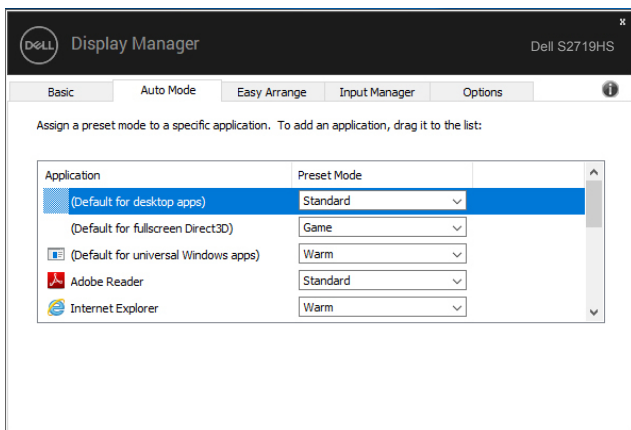 x
DELL Display Manager Dell S2719HS
Basic Auto Mode Easy Arrange Input Manager Options i
Assign a preset mode to a specific application. To add an application, drag it to the list:
Application Preset Mode
(Default for desktop apps) Standard
(Default for fullscreen Direct3D) Game
(Default for universal Windows apps) Warm
Adobe Reader Standard
Internet Explorer Warm